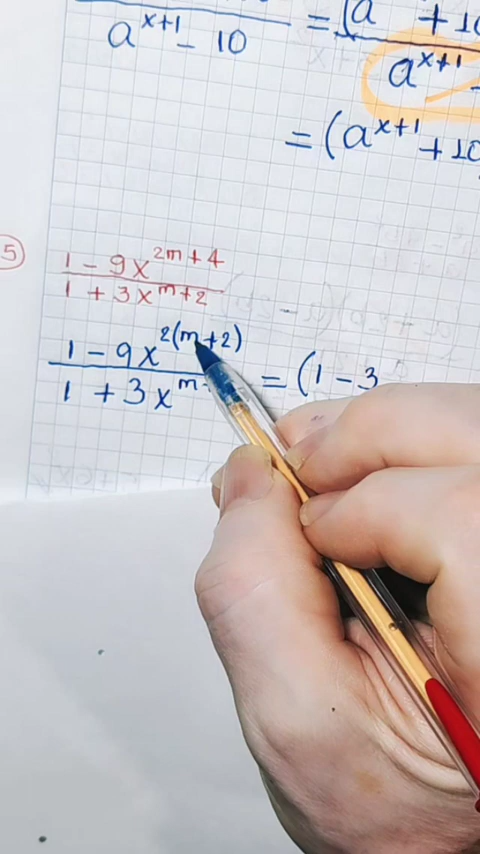 a^{x+1} - 10 = (a + 10
a^{x+1} -
= (a^{x+1} + 10
5)
1 - 9x^{2m+4}
1 + 3x^{m+2}
1 - 9x^{2(m+2)}
1 + 3x^{m+ = (1 - 3